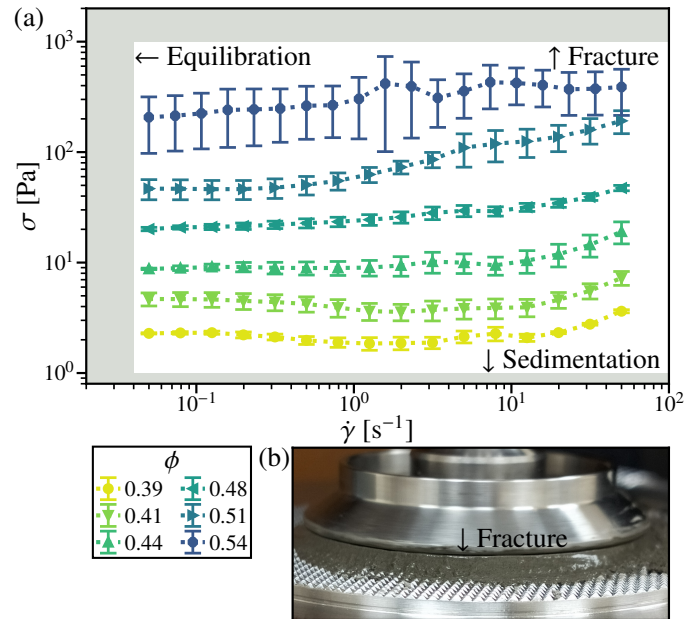 (a)
10³
← Equilibration
↑ Fracture
10²
σ [Pa]
10¹
10⁰
↓ Sedimentation
10⁻¹ 10⁰ 10¹ 10²
γ̇ [s⁻¹]
ϕ
0.39 0.48
0.41 0.51
0.44 0.54
(b)
↓ Fracture